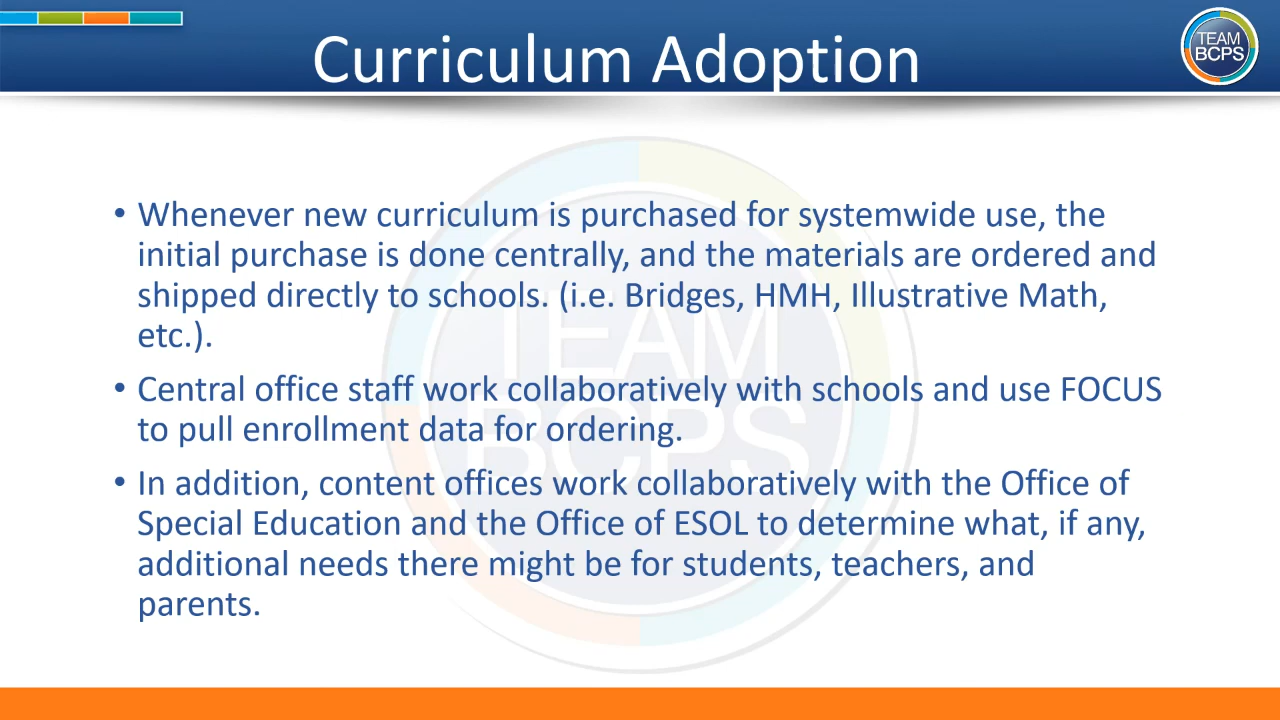 Curriculum Adoption
TEAM
BCPS
• Whenever new curriculum is purchased for systemwide use, the
initial purchase is done centrally, and the materials are ordered and
shipped directly to schools. (i.e. Bridges, HMH, Illustrative Math,
etc.).
• Central office staff work collaboratively with schools and use FOCUS
to pull enrollment data for ordering.
• In addition, content offices work collaboratively with the Office of
Special Education and the Office of ESOL to determine what, if any,
additional needs there might be for students, teachers, and
parents.
TEAM
BCPS